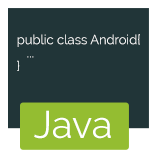 public class Android{
...
}
Java